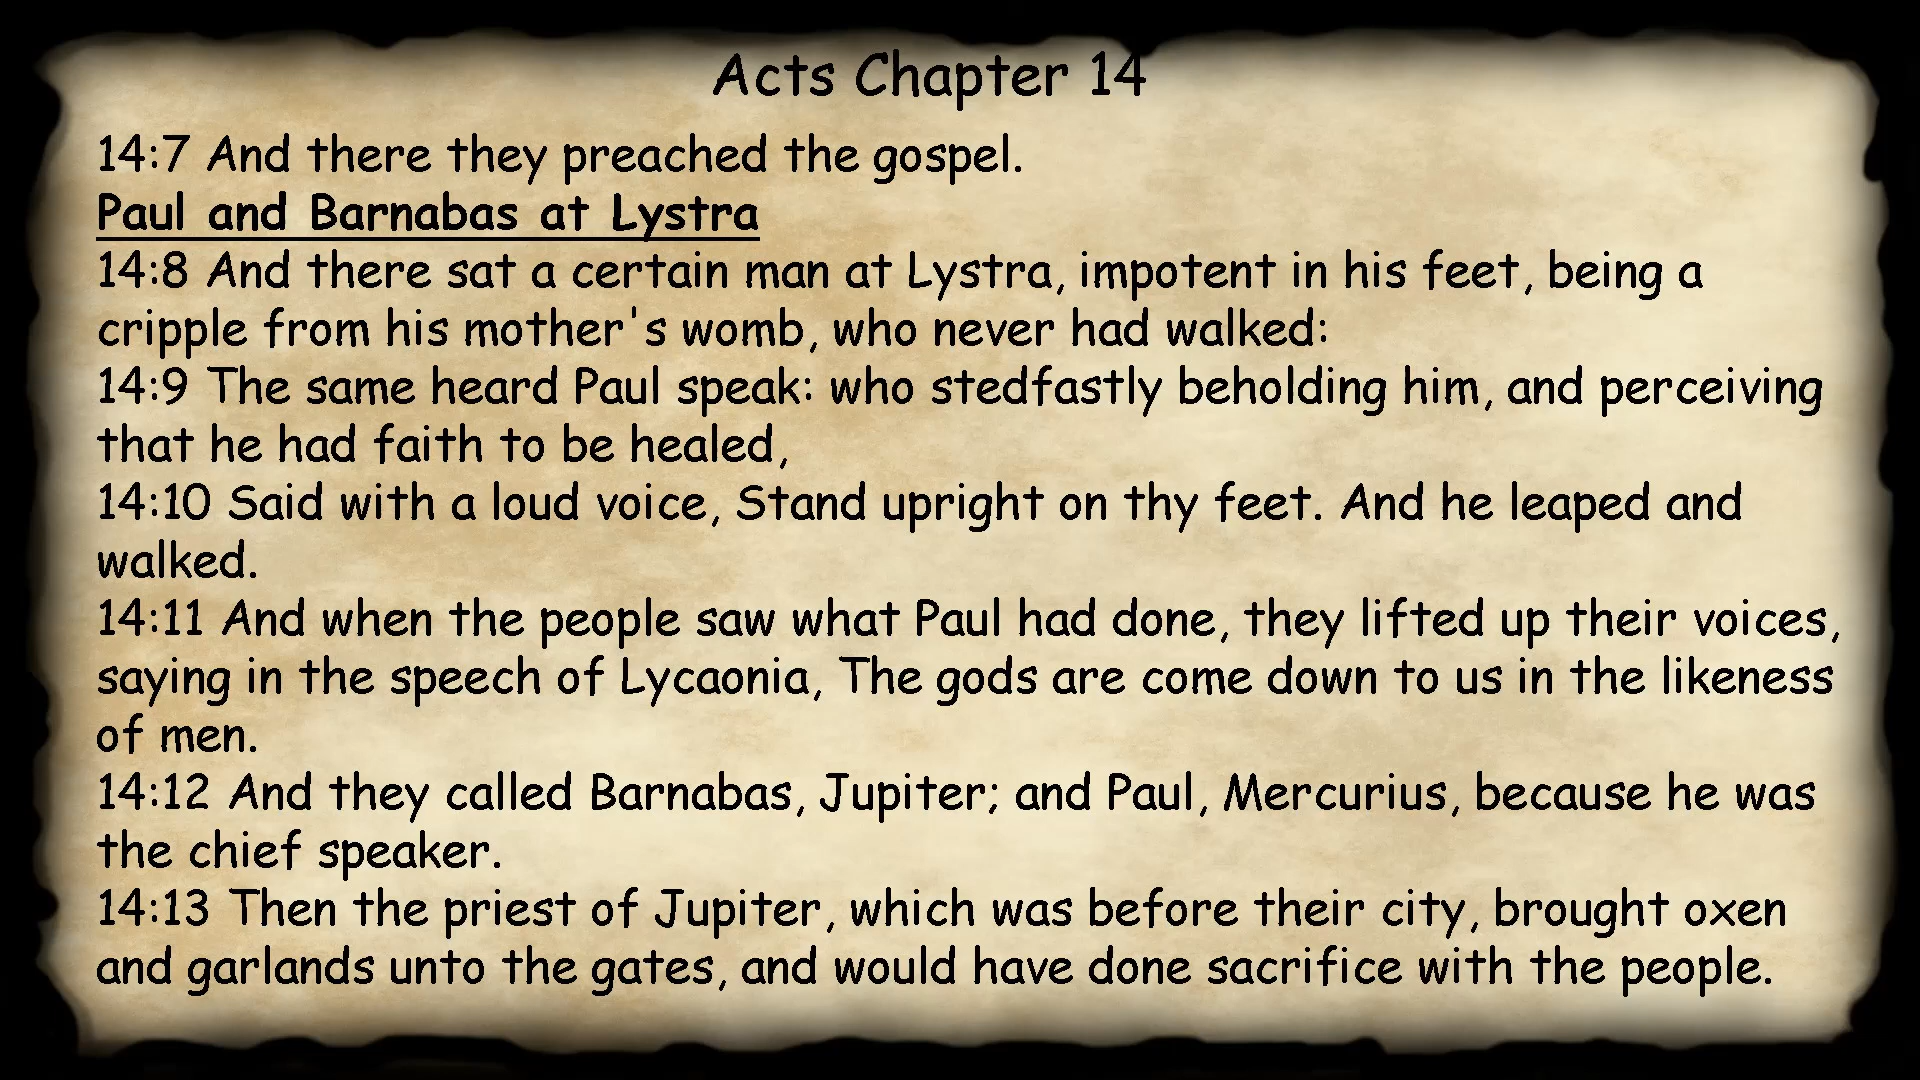 Acts Chapter 14
14:7 And there they preached the gospel.
Paul and Barnabas at Lystra
14:8 And there sat a certain man at Lystra, impotent in his feet, being a
cripple from his mother's womb, who never had walked:
14:9 The same heard Paul speak: who stedfastly beholding him, and perceiving
that he had faith to be healed,
14:10 Said with a loud voice, Stand upright on thy feet. And he leaped and
walked.
14:11 And when the people saw what Paul had done, they lifted up their voices,
saying in the speech of Lycaonia, The gods are come down to us in the likeness
of men.
14:12 And they called Barnabas, Jupiter; and Paul, Mercurius, because he was
the chief speaker.
14:13 Then the priest of Jupiter, which was before their city, brought oxen
and garlands unto the gates, and would have done sacrifice with the people.